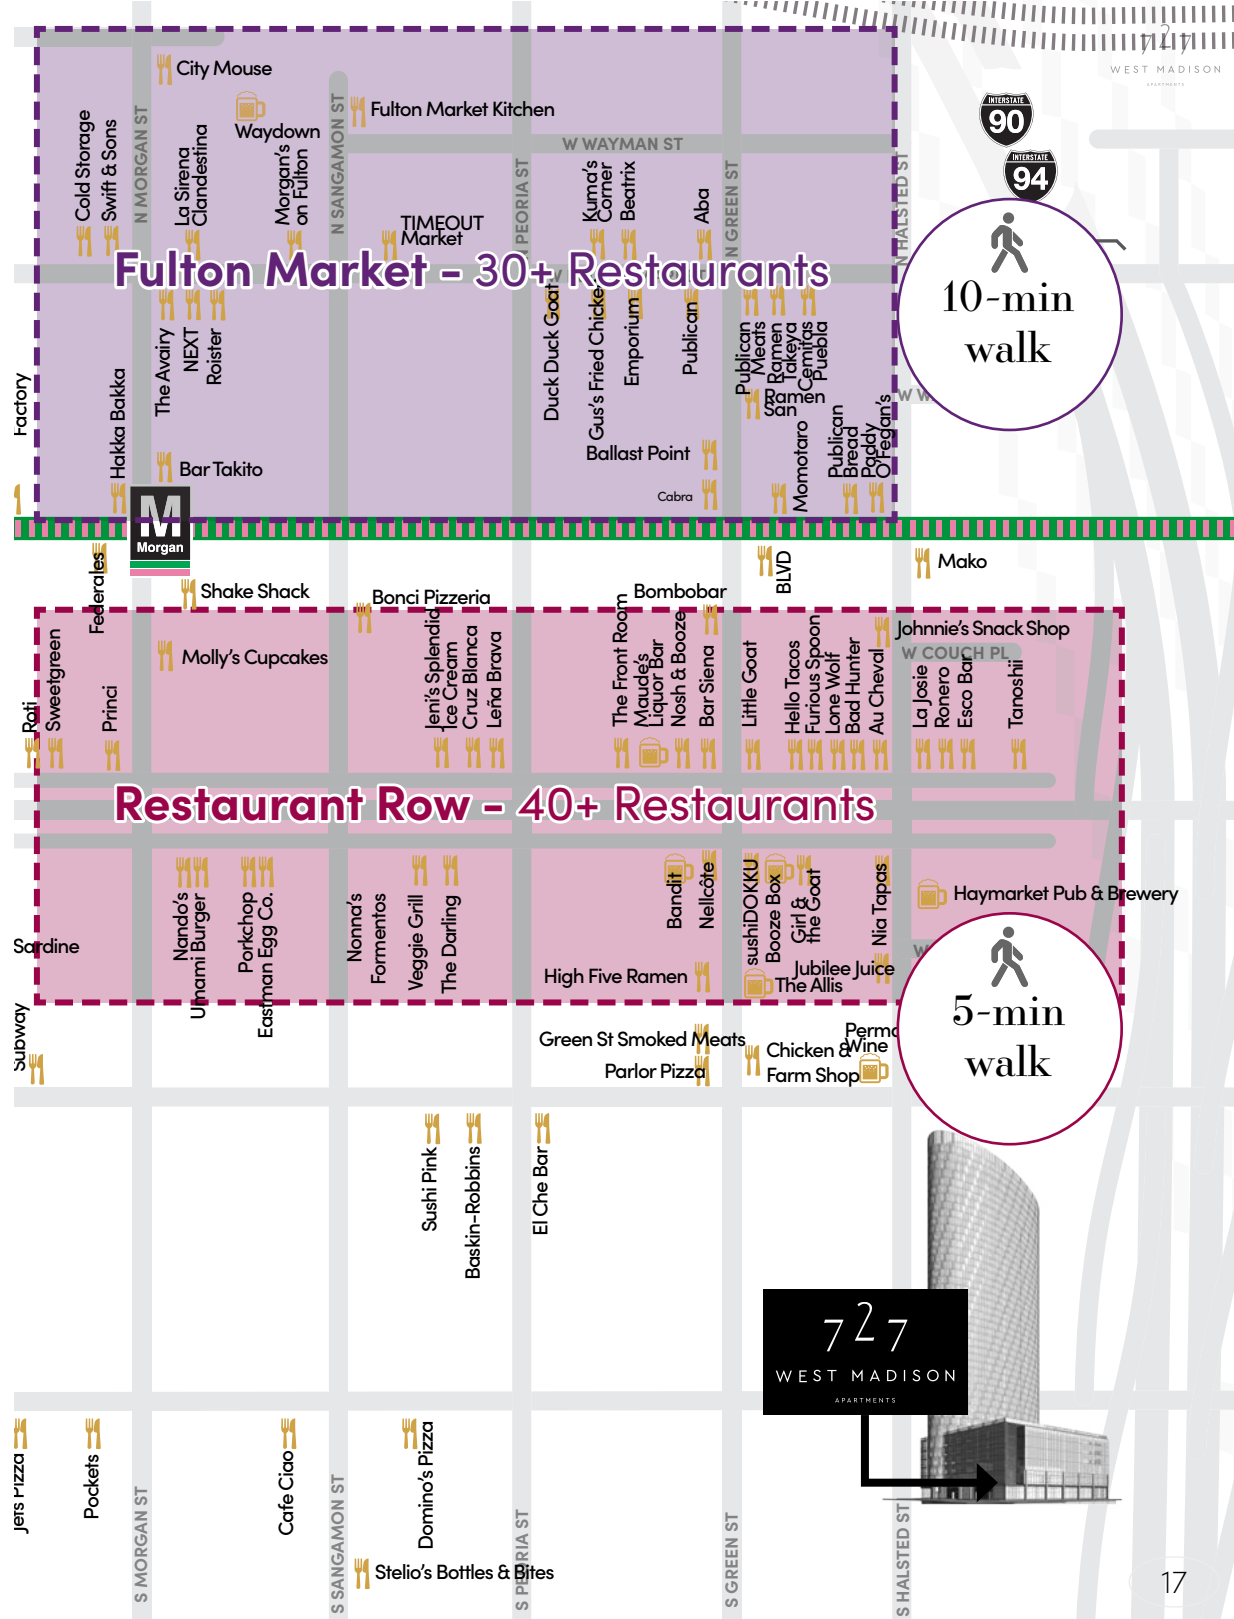 727
WEST MADISON
APARTMENTS
INTERSTATE
90
INTERSTATE
94
City Mouse
Waydown
Fulton Market Kitchen
W WAYMAN ST
N MORGAN ST
N SANGAMON ST
N PEORIA ST
N GREEN ST
N HALSTED ST
Cold Storage
Swift & Sons
La Sirena
Clandestina
Morgan's
on Fulton
TIMEOUT
Market
Kuma's
Corner
Beatrix
Aba
Fulton Market - 30+ Restaurants
10-min
walk
The Avairy
NEXT
Roister
Duck Duck Goat
Gus's Fried Chicke
Emporium
Publican
Publican
Meats
Ramen
Takeya
Cemitas
Puebla
Ramen
San
W W
Factory
Hakka Bakka
Bar Takito
Ballast Point
Cabra
Momotaro
Publican
Bread
Paddy
O'Fegan's
M
Morgan
Federales
Shake Shack
Bonci Pizzeria
Bombobar
BLVD
Mako
Johnnie's Snack Shop
W COUCH PL
Molly's Cupcakes
Roti
Sweetgreen
Princi
Jeni's Splendid
Ice Cream
Cruz Blanca
Leña Brava
The Front Room
Maude's
Liquor Bar
Nosh & Booze
Bar Siena
Little Goat
Hello Tacos
Furious Spoon
Lone Wolf
Bad Hunter
Au Cheval
La Josie
Ronero
Esco Bar
Tanoshii
Restaurant Row - 40+ Restaurants
Nando's
Umami Burger
Porkchop
Eastman Egg Co.
Nonna's
Formentos
Veggie Grill
The Darling
Bandit
Nellcôte
sushiDOKKU
Booze Box
Girl &
the Goat
Nia Tapas
Haymarket Pub & Brewery
Sardine
W
High Five Ramen
Jubilee Juice
The Allis
5-min
walk
Subway
Green St Smoked Meats
Parlor Pizza
Chicken &
Farm Shop
Wine
Sushi Pink
Baskin-Robbins
El Che Bar
727
WEST MADISON
APARTMENTS
Jets Pizza
Pockets
Cafe Ciao
Domino's Pizza
Stelio's Bottles & Bites
S MORGAN ST
S SANGAMON ST
S PEORIA ST
S GREEN ST
S HALSTED ST
17